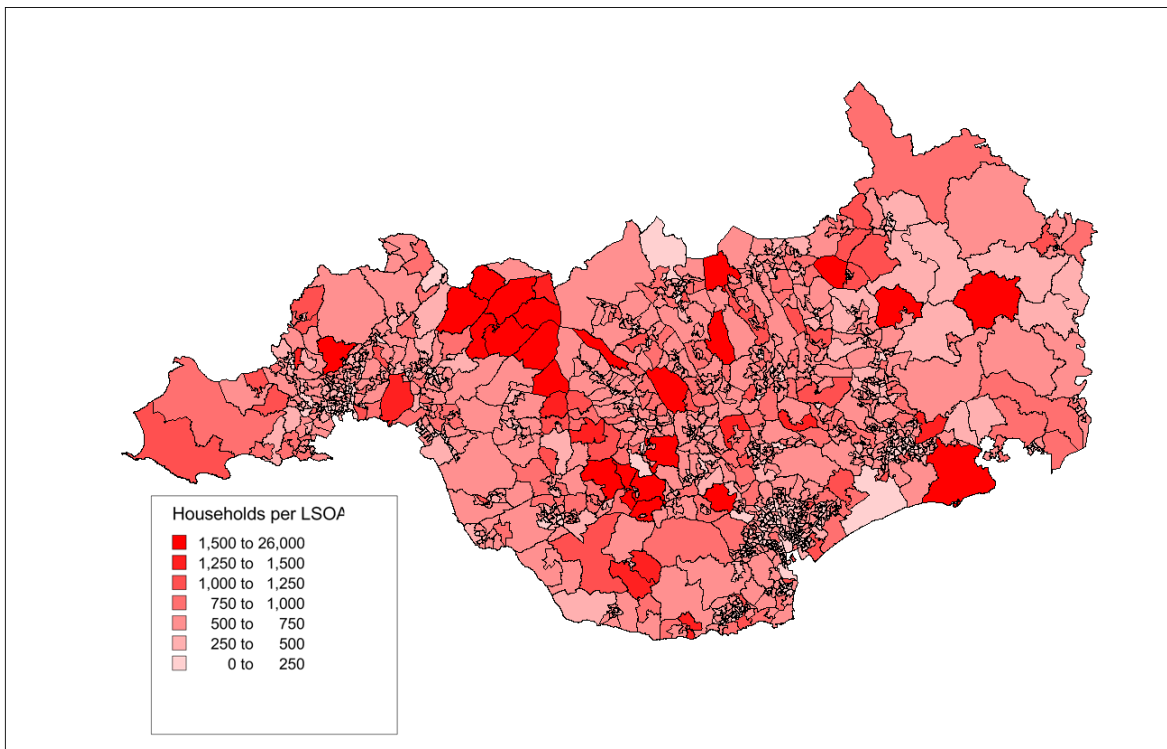 Households per LSOA
1,500 to 26,000
1,250 to 1,500
1,000 to 1,250
750 to 1,000
500 to 750
250 to 500
0 to 250